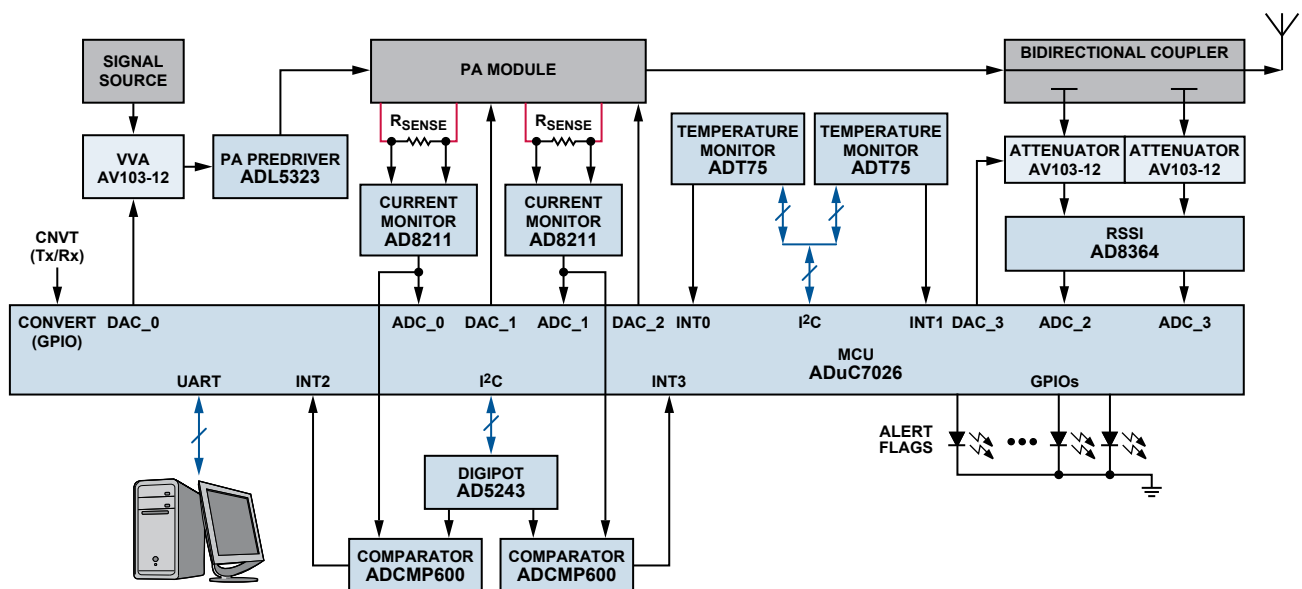 SIGNAL
SOURCE
PA MODULE
BIDIRECTIONAL COUPLER
VVA
AV103-12
PA PREDRIVER
ADL5323
RSENSE
RSENSE
CURRENT
MONITOR
AD8211
CURRENT
MONITOR
AD8211
TEMPERATURE
MONITOR
ADT75
TEMPERATURE
MONITOR
ADT75
ATTENUATOR
AV103-12
ATTENUATOR
AV103-12
RSSI
AD8364
CNVT
(Tx/Rx)
CONVERT
(GPIO)
DAC_0
ADC_0
DAC_1
ADC_1
DAC_2
INT0
I2C
INT1
DAC_3
ADC_2
ADC_3
MCU
ADuC7026
UART
INT2
I2C
INT3
GPIOs
ALERT
FLAGS
DIGIPOT
AD5243
COMPARATOR
ADCMP600
COMPARATOR
ADCMP600